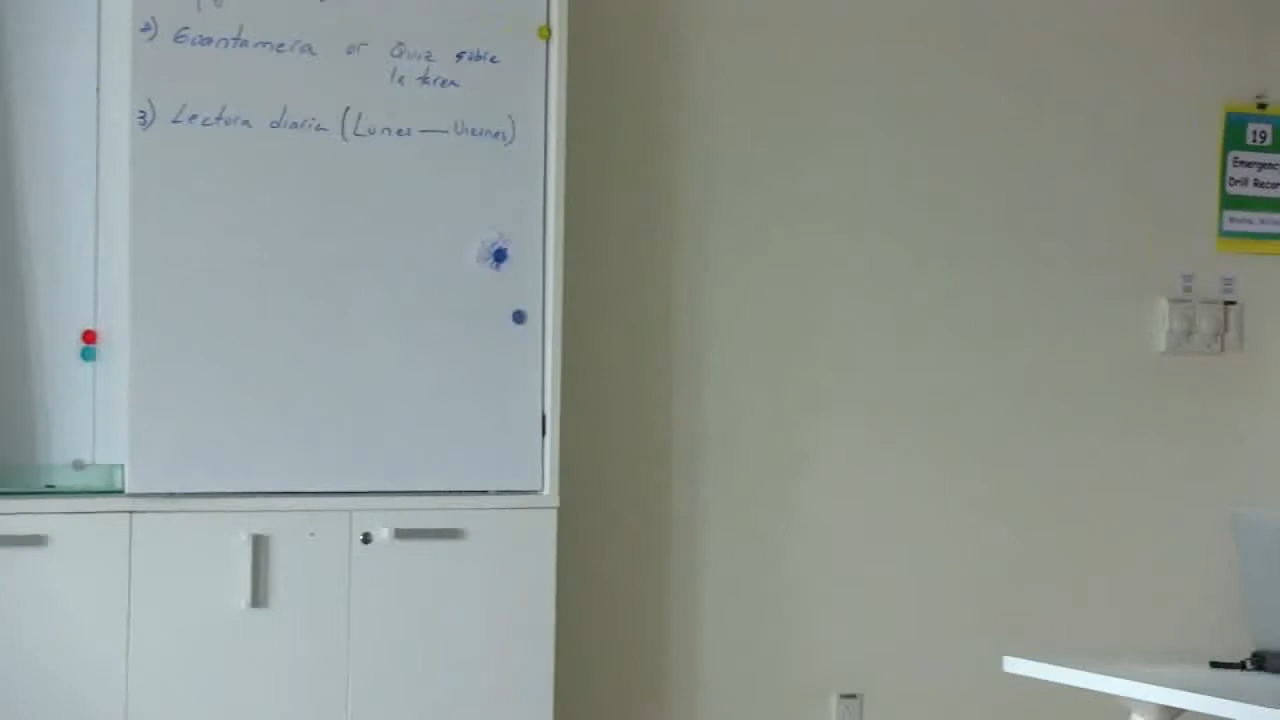 2) Guantamera or Quiz sobre
la tarea
3) Lectura diaria (Lunes — Viernes)
19
Emergenc
Drill Recor